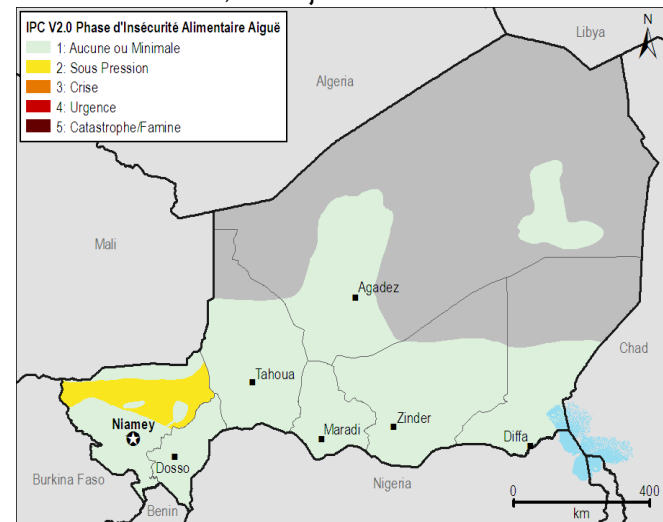 IPC V2.0 Phase d'Insécurité Alimentaire Aiguë
1: Aucune ou Minimale
2: Sous Pression
3: Crise
4: Urgence
5: Catastrophe/Famine
N
Libya
Algeria
Mali
Agadez
Chad
Tahoua
Niamey
Maradi
Zinder
Diffa
Dosso
Burkina Faso
Nigeria
Benin
0 400
km